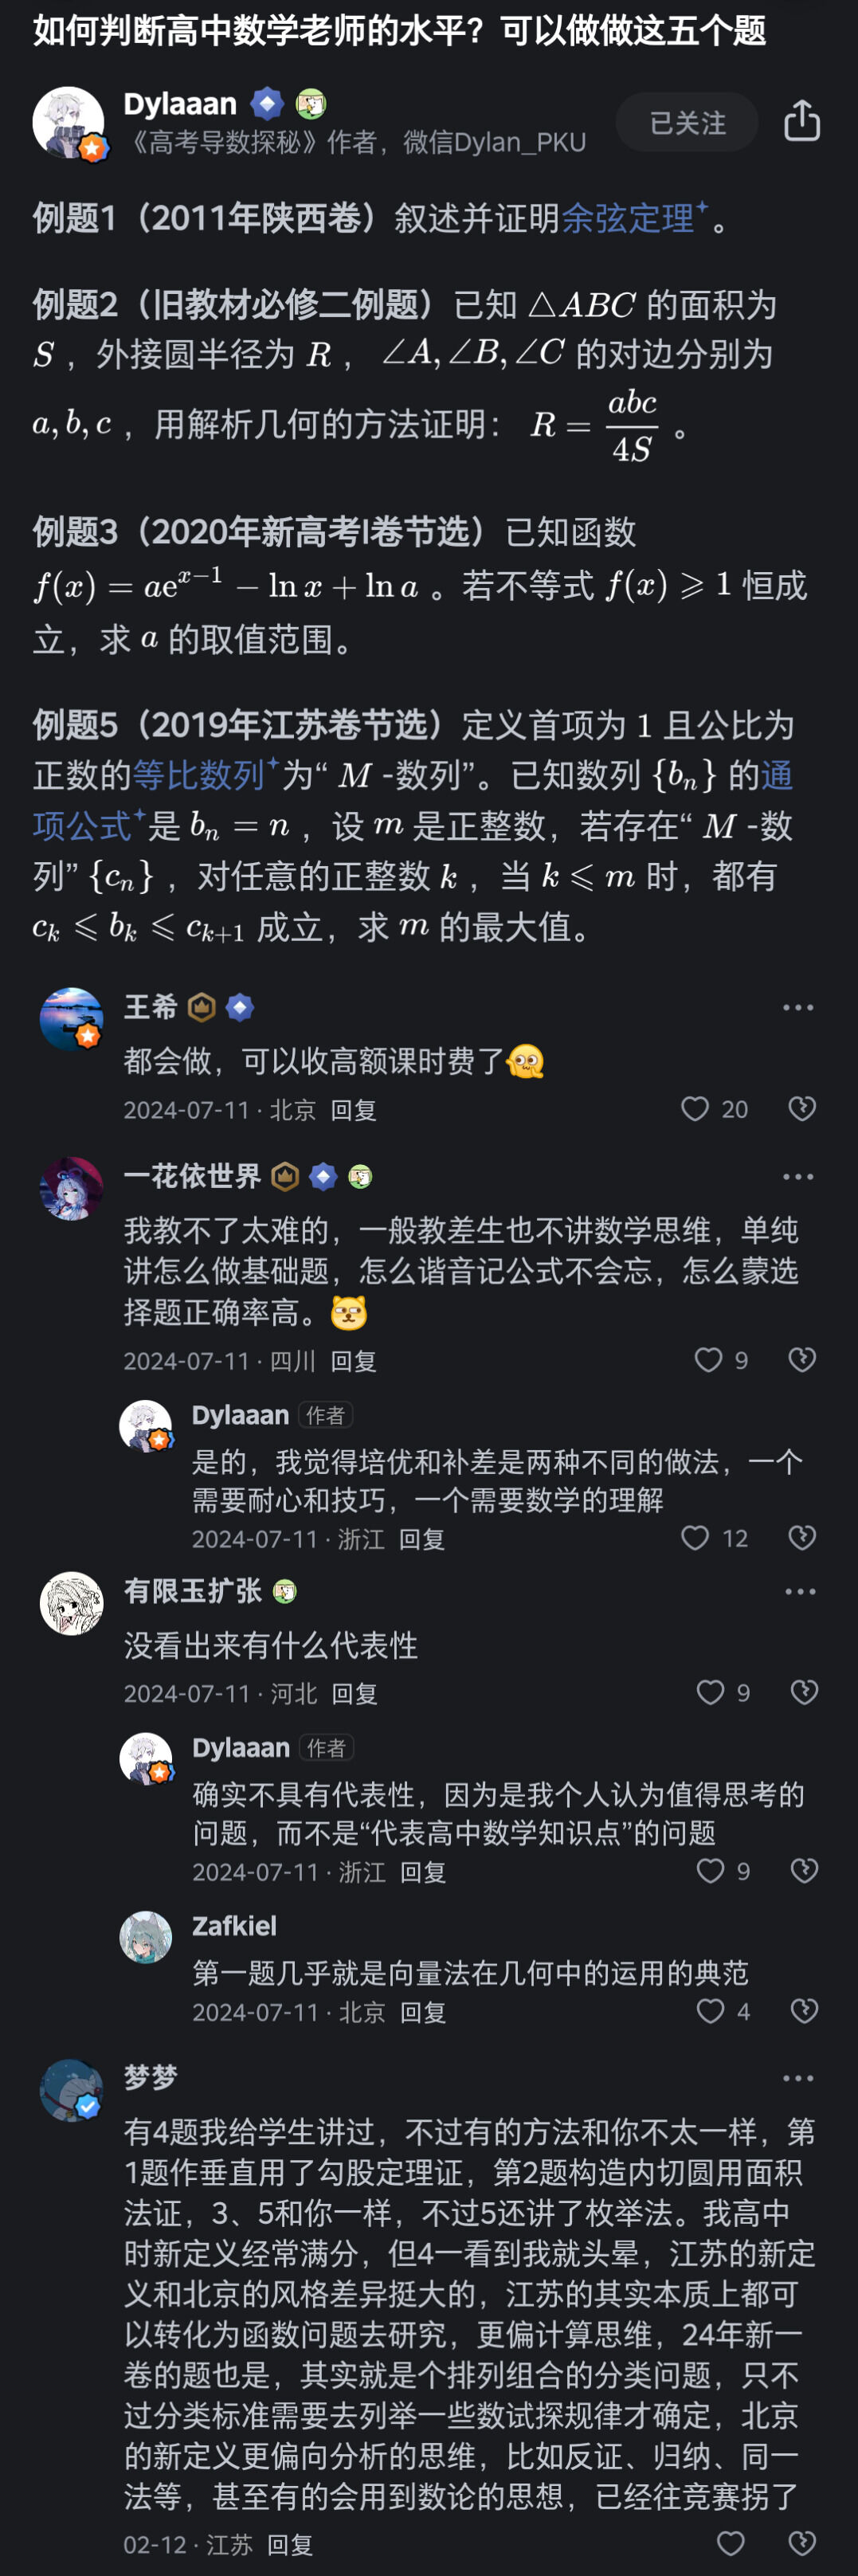 如何判断高中数学老师的水平？可以做做这五个题
Dylaaan
《高考导数探秘》作者，微信Dylan_PKU
已关注
例题1（2011年陕西卷）叙述并证明余弦定理。
例题2（旧教材必修二例题）已知 △ABC 的面积为
S ，外接圆半径为 R ， ∠A, ∠B, ∠C 的对边分别为
a, b, c ，用解析几何的方法证明： R = abc/4S 。
例题3（2020年新高考I卷节选）已知函数
f(x) = ae^{x−1} − ln x + ln a 。若不等式 f(x) ⩾ 1 恒成
立，求 a 的取值范围。
例题5（2019年江苏卷节选）定义首项为 1 且公比为
正数的等比数列为“ M -数列”。已知数列 {b_n} 的通
项公式是 b_n = n ，设 m 是正整数，若存在“ M -数
列” {c_n} ，对任意的正整数 k ，当 k ⩽ m 时，都有
c_k ⩽ b_k ⩽ c_{k+1} 成立，求 m 的最大值。
王希
都会做，可以收高额课时费了
2024-07-11 · 北京 回复 20
一花依世界
我教不了太难的，一般教差生也不讲数学思维，单纯
讲怎么做基础题，怎么谐音记公式不会忘，怎么蒙选
择题正确率高。
2024-07-11 · 四川 回复 9
Dylaaan 作者
是的，我觉得培优和补差是两种不同的做法，一个
需要耐心和技巧，一个需要数学的理解
2024-07-11 · 浙江 回复 12
有限玉扩张
没看出来有什么代表性
2024-07-11 · 河北 回复 9
Dylaaan 作者
确实不具有代表性，因为是我个人认为值得思考的
问题，而不是“代表高中数学知识点”的问题
2024-07-11 · 浙江 回复 9
Zafkiel
第一题几乎就是向量法在几何中的运用的典范
2024-07-11 · 北京 回复 4
梦梦
有4题我给学生讲过，不过有的方法和你不太一样，第
1题作垂直用了勾股定理证，第2题构造内切圆用面积
法证，3、5和你一样，不过5还讲了枚举法。我高中
时新定义经常满分，但4一看到我就头晕，江苏的新定
义和北京的风格差异挺大的，江苏的其实本质上都可
以转化为函数问题去研究，更偏计算思维，24年新一
卷的题也是，其实就是个排列组合的分类问题，只不
过分类标准需要去列举一些数试探规律才确定，北京
的新定义更偏向分析的思维，比如反证、归纳、同一
法等，甚至有的会用到数论的思想，已经往竞赛拐了
02-12 · 江苏 回复